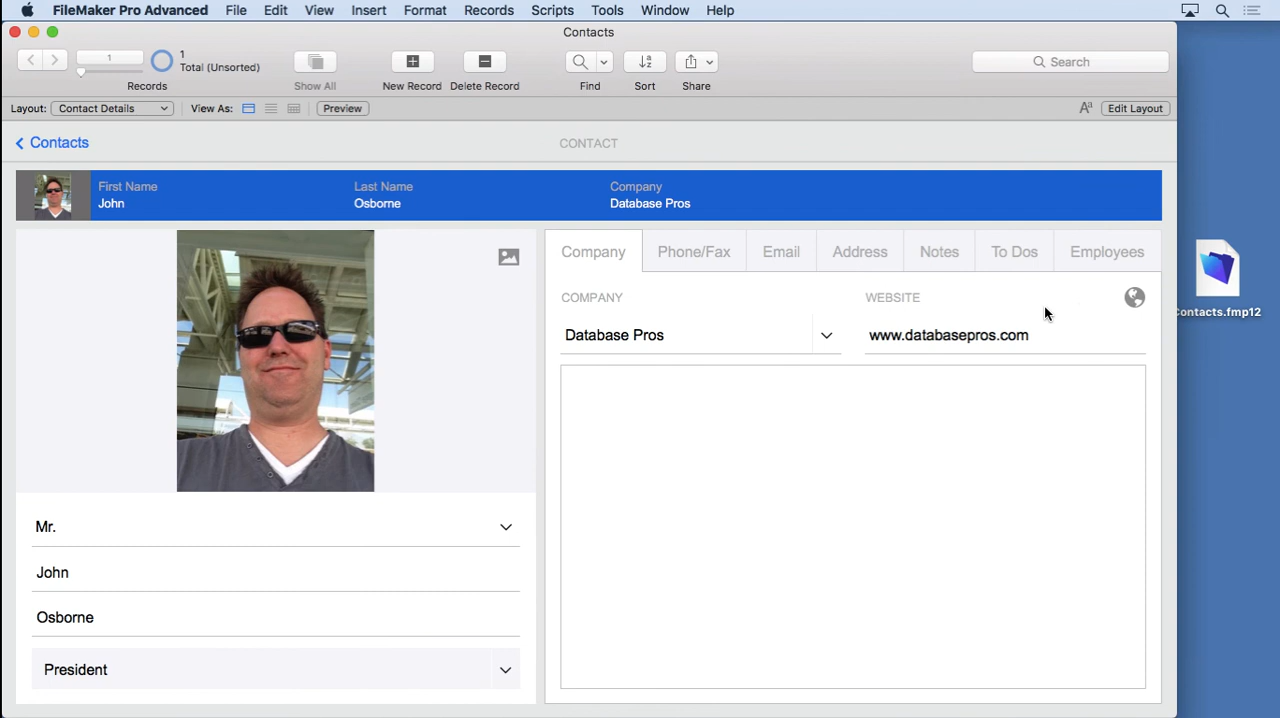 FileMaker Pro Advanced File Edit View Insert Format Records Scripts Tools Window Help
Contacts
1
1
Total (Unsorted)
Records
Show All
New Record
Delete Record
Find
Sort
Share
Search
Layout: Contact Details
View As:
Preview
Aa
Edit Layout
Contacts
CONTACT
First Name
John
Last Name
Osborne
Company
Database Pros
Company
Phone/Fax
Email
Address
Notes
To Dos
Employees
COMPANY
Database Pros
WEBSITE
www.databasepros.com
Mr.
John
Osborne
President
Contacts.fmp12